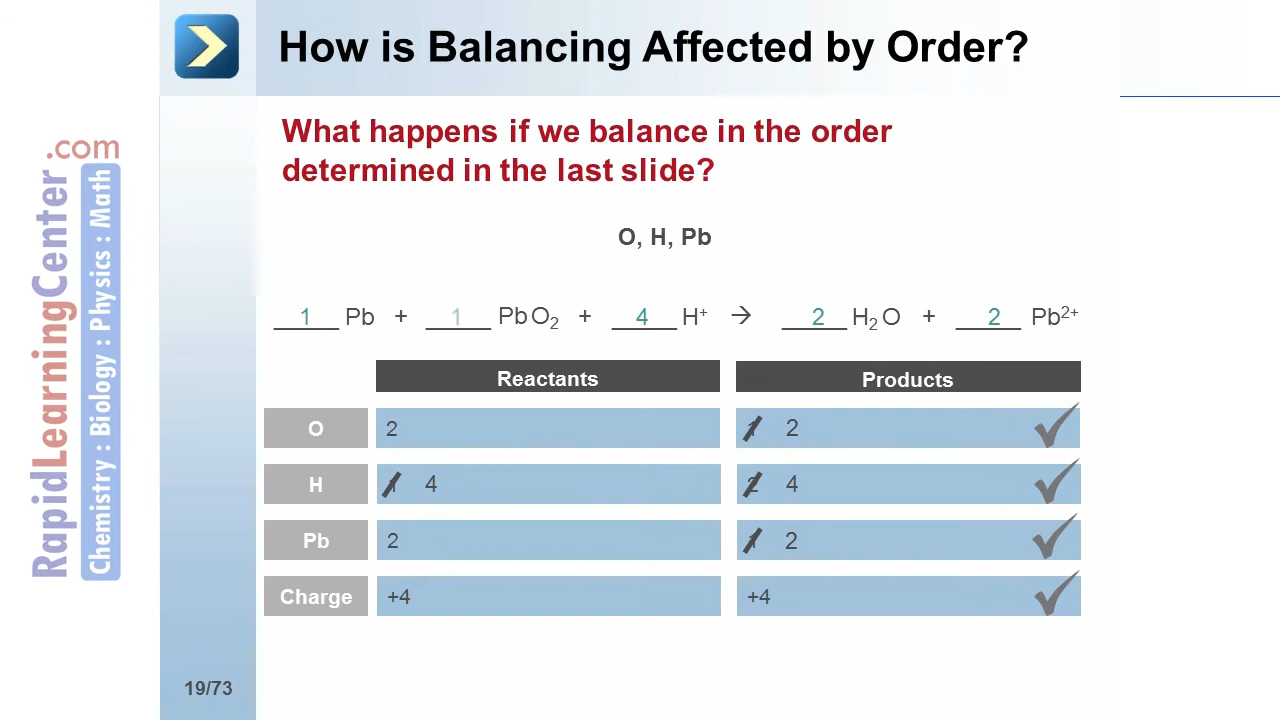 How is Balancing Affected by Order?
What happens if we balance in the order
determined in the last slide?
O, H, Pb
1 Pb + 1 PbO₂ + 4 H⁺ → 2 H₂O + 2 Pb²⁺
Reactants Products
O 2 1 2
H 1 4 2 4
Pb 2 1 2
Charge +4 +4
19/73
RapidLearningCenter.com
Chemistry : Biology : Physics : Math